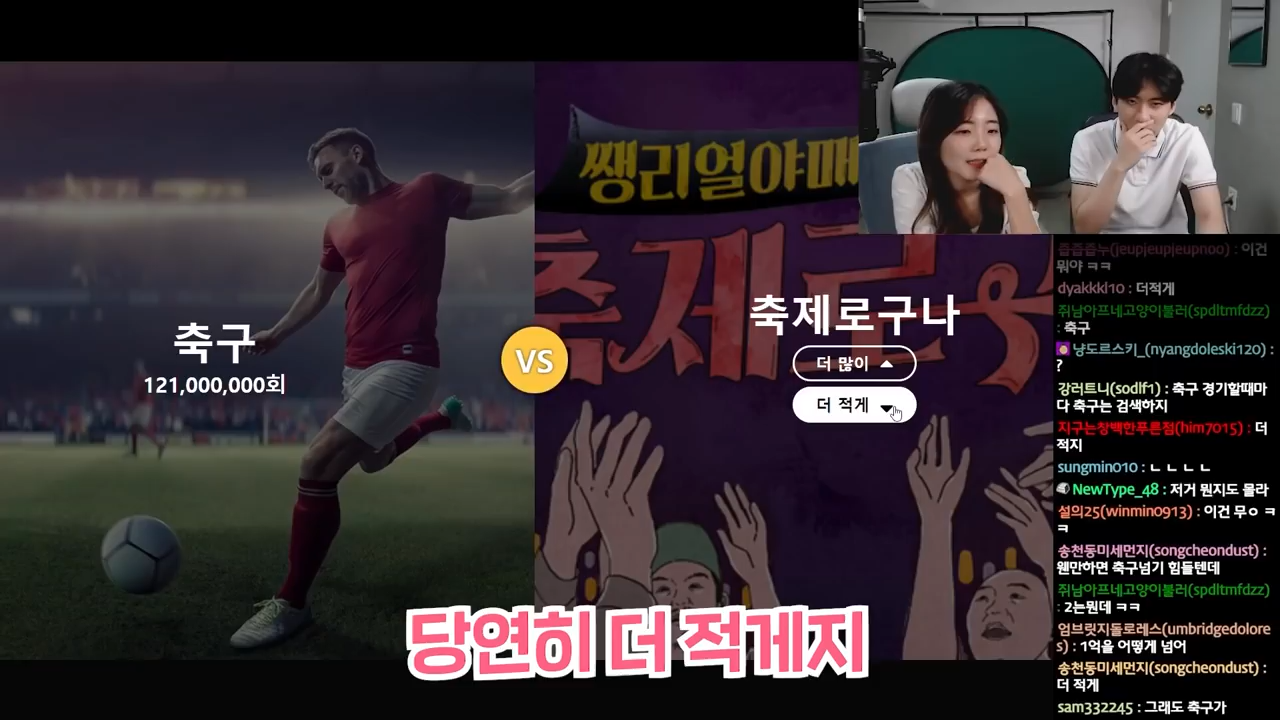 축구
121,000,000회
VS
쌩리얼야매
축제로
축제로구나
더 많이
더 적게
당연히 더 적게지
즙즙즙누(jeupjeupjeupnoo) : 이건
뭐야 ㅋㅋ
dyakkkl10 : 더적게
쥐남아프네고양이블러(spdltmfdzz)
: 축구
냥도르스키_(nyangdoleski120) :
?
강러트니(sodlf1) : 축구 경기할때마
다 축구는 검색하지
지구는창백한푸른점(him7015) : 더
적지
sungmin010 : ㄴ ㄴ ㄴ ㄴ
NewType_48 : 저거 뭔지도 몰라
설의25(winmin0913) : 이건 무ㅇ ㅋ
ㅋ
송천동미세먼지(songcheondust) :
웬만하면 축구넘기 힘들텐데
쥐남아프네고양이블러(spdltmfdzz)
: 2는뭔데 ㅋㅋ
엄브릿지돌로레스(umbridgedolore
s) : 1억을 어떻게 넘어
송천동미세먼지(songcheondust) :
더 적게
sam332245 : 그래도 축구가